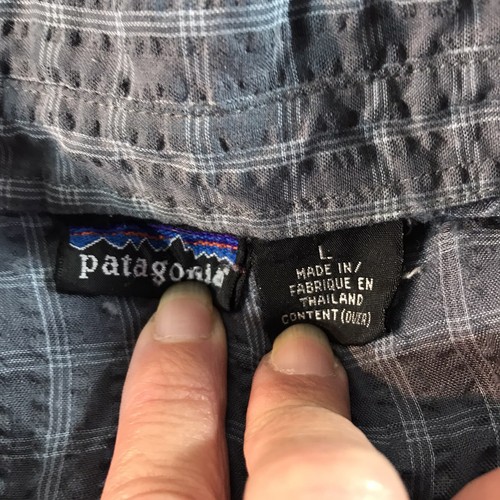 patagonia
L
MADE IN/
FABRIQUE EN
THAILAND
CONTENT (OVER)